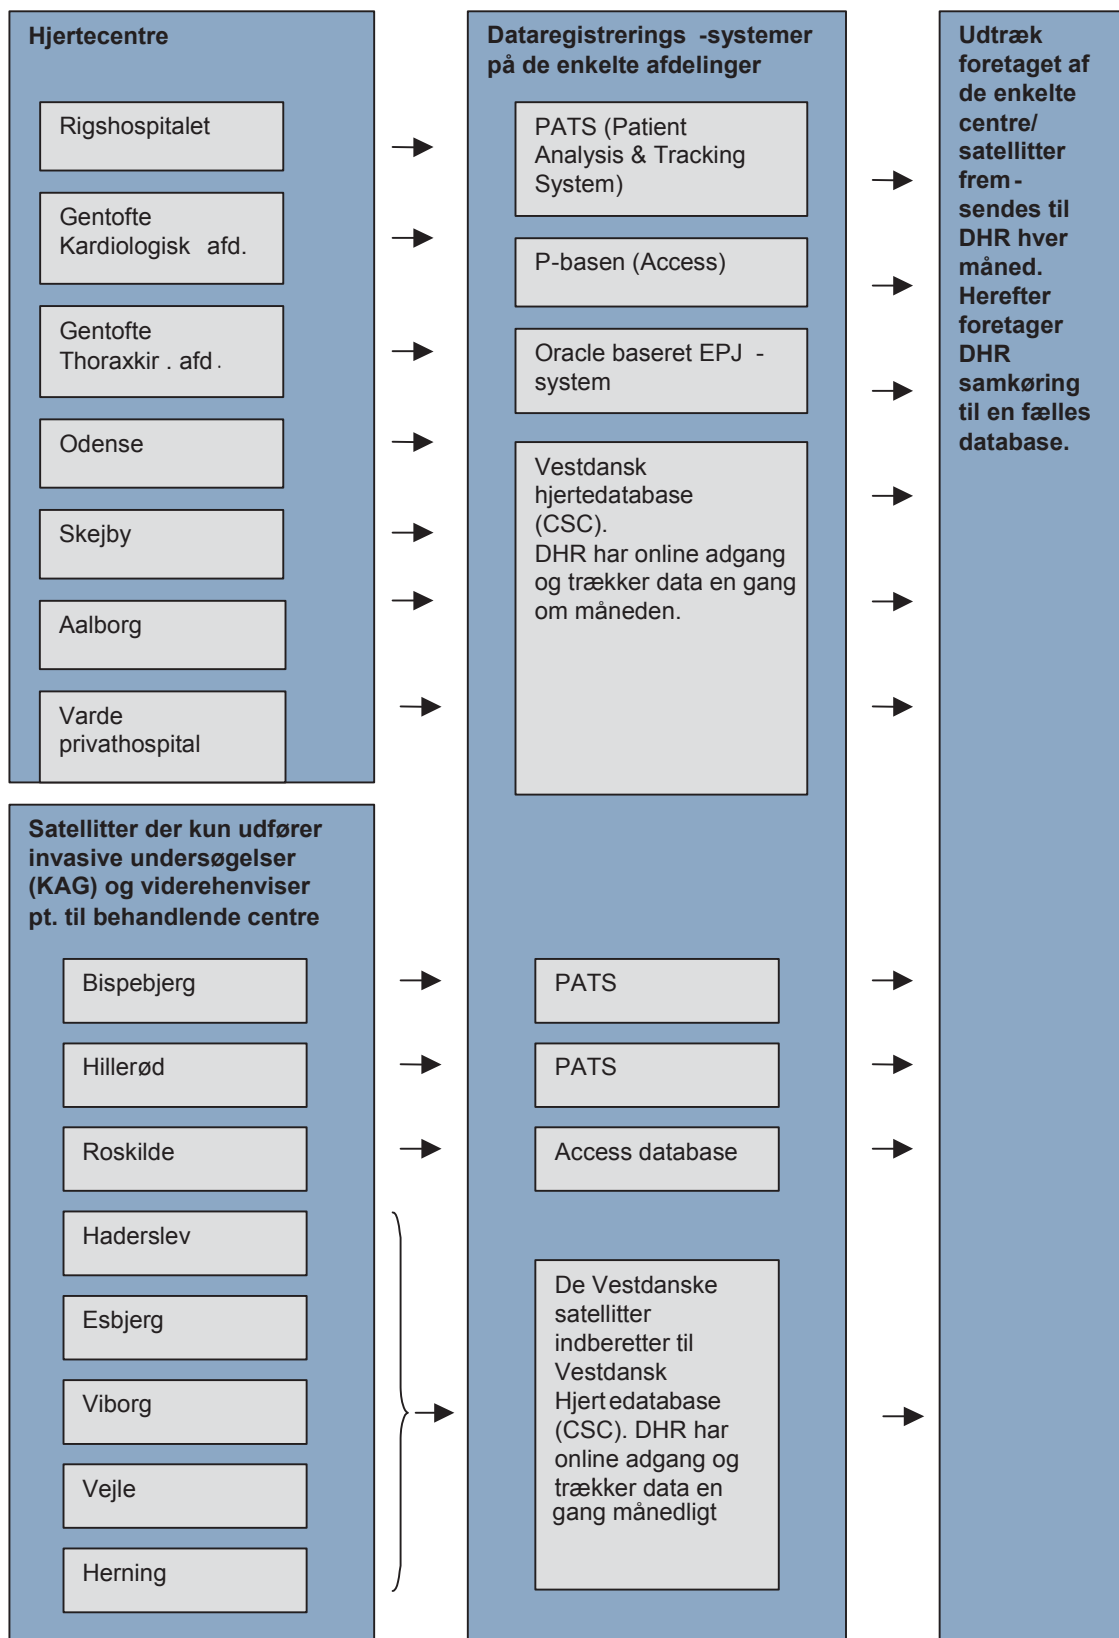 Hjertecentre
Rigshospitalet
Gentofte
Kardiologisk afd.
Gentofte
Thoraxkir . afd .
Odense
Skejby
Aalborg
Varde
privathospital
Satellitter der kun udfører
invasive undersøgelser
(KAG) og viderehenviser
pt. til behandlende centre
Bispebjerg
Hillerød
Roskilde
Haderslev
Esbjerg
Viborg
Vejle
Herning
Dataregistrerings -systemer
på de enkelte afdelinger
PATS (Patient
Analysis & Tracking
System)
P-basen (Access)
Oracle baseret EPJ -
system
Vestdansk
hjertedatabase
(CSC).
DHR har online adgang
og trækker data en gang
om måneden.
PATS
PATS
Access database
De Vestdanske
satellitter
indberetter til
Vestdansk
Hjertedatabase
(CSC). DHR har
online adgang og
trækker data en
gang månedligt
Udtræk
foretaget af
de enkelte
centre/
satellitter
frem-
sendes til
DHR hver
måned.
Herefter
foretager
DHR
samkøring
til en fælles
database.